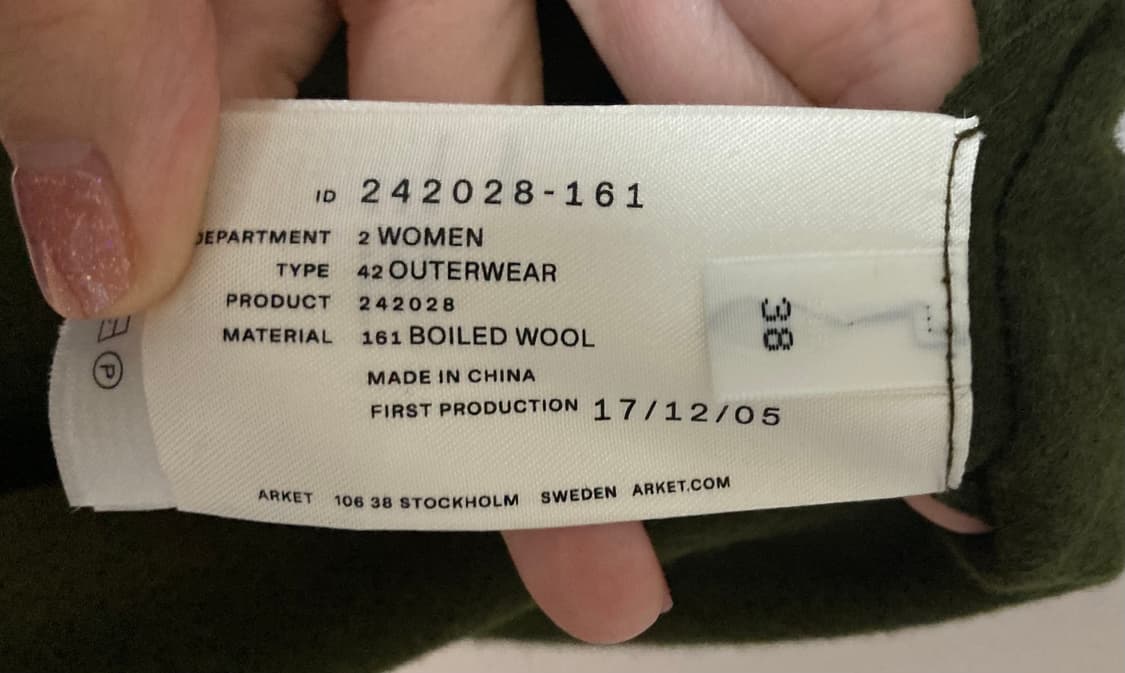 ID 242028-161
DEPARTMENT 2 WOMEN
TYPE 42 OUTERWEAR
PRODUCT 242028
MATERIAL 161 BOILED WOOL
38
MADE IN CHINA
FIRST PRODUCTION 17/12/05
ARKET 106 38 STOCKHOLM SWEDEN ARKET.COM
P